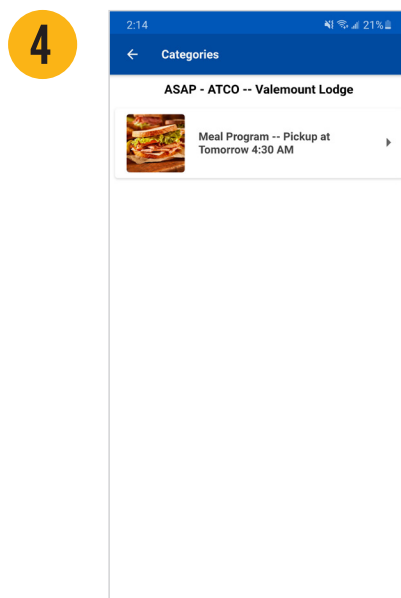 4
2:14 21%
Categories
ASAP - ATCO -- Valemount Lodge
Meal Program -- Pickup at
Tomorrow 4:30 AM